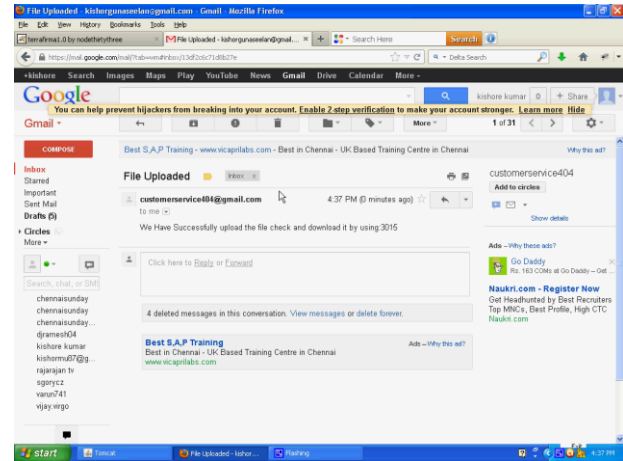 File Uploaded - kishorgunaseelan@gmail.com - Gmail - Mozilla Firefox
File Edit View History Bookmarks Tools Help
terrafirma1.0 by nodethirtythree
File Uploaded - kishorgunaseelan@gmail....
Search Here
Search
https://mail.google.com/mail/?tab=wm#inbox/13df2c6c71d8b27e
Delta Search
+kishore Search Images Maps Play YouTube News Gmail Drive Calendar More
Google
kishore kumar 0 + Share
You can help prevent hijackers from breaking into your account. Enable 2-step verification to make your account stronger. Learn more Hide
Gmail
More
1 of 31
COMPOSE
Best S,A,P Training - www.vicaprilabs.com - Best in Chennai - UK Based Training Centre in Chennai
Why this ad?
Inbox
Starred
Important
Sent Mail
Drafts (5)
Circles
More
Search, chat, or SMS
chennaisunday
chennaisunday
chennaisunday...
djramesh04
kishore kumar
kishormu87@g...
rajarajan tv
sgorycz
varun741
vijay.virgo
File Uploaded
Inbox x
customerservice404@gmail.com
4:37 PM (0 minutes ago)
to me
We Have Successfully upload the file check and download it by using:3015
Click here to Reply or Forward
4 deleted messages in this conversation. View messages or delete forever.
Best S,A,P Training
Ads – Why this ad?
Best in Chennai - UK Based Training Centre in Chennai
www.vicaprilabs.com
customerservice404
Add to circles
Show details
Ads – Why these ads?
Go Daddy
Rs. 163 COMs at Go Daddy – Get ...
Naukri.com - Register Now
Get Headhunted by Best Recruiters
Top MNCs, Best Profile, High CTC
Naukri.com
start
Tomcat
File Uploaded - kishor...
Flashing
4:37 PM